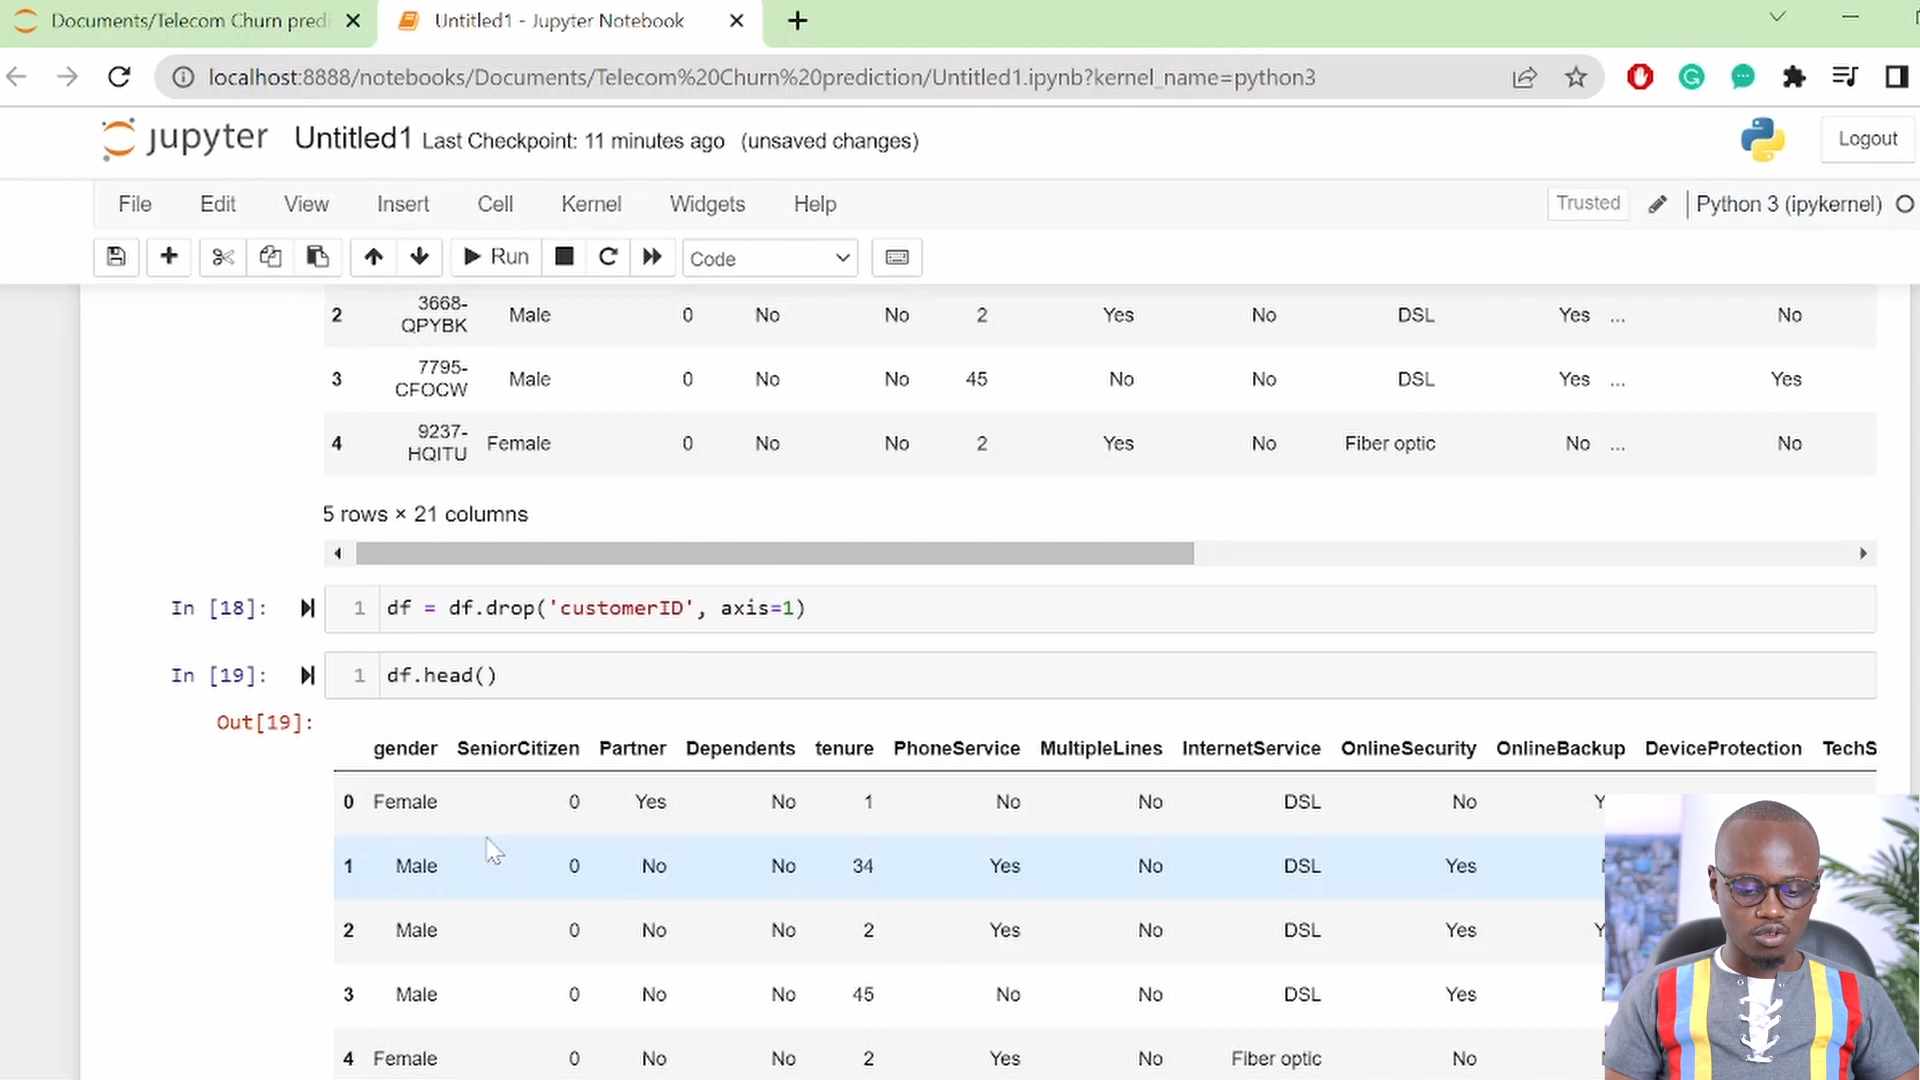 Documents/Telecom Churn pred
Untitled1 - Jupyter Notebook
localhost:8888/notebooks/Documents/Telecom%20Churn%20prediction/Untitled1.ipynb?kernel_name=python3
jupyter Untitled1 Last Checkpoint: 11 minutes ago (unsaved changes)
Logout
File Edit View Insert Cell Kernel Widgets Help
Trusted
Python 3 (ipykernel)
Run
Code
2 3668-QPYBK Male 0 No No 2 Yes No DSL Yes ... No
3 7795-CFOCW Male 0 No No 45 No No DSL Yes ... Yes
4 9237-HQITU Female 0 No No 2 Yes No Fiber optic No ... No
5 rows × 21 columns
In [18]: 1 df = df.drop('customerID', axis=1)
In [19]: 1 df.head()
Out[19]:
gender SeniorCitizen Partner Dependents tenure PhoneService MultipleLines InternetService OnlineSecurity OnlineBackup DeviceProtection TechS
0 Female 0 Yes No 1 No No DSL No Y
1 Male 0 No No 34 Yes No DSL Yes
2 Male 0 No No 2 Yes No DSL Yes Y
3 Male 0 No No 45 No No DSL Yes
4 Female 0 No No 2 Yes No Fiber optic No